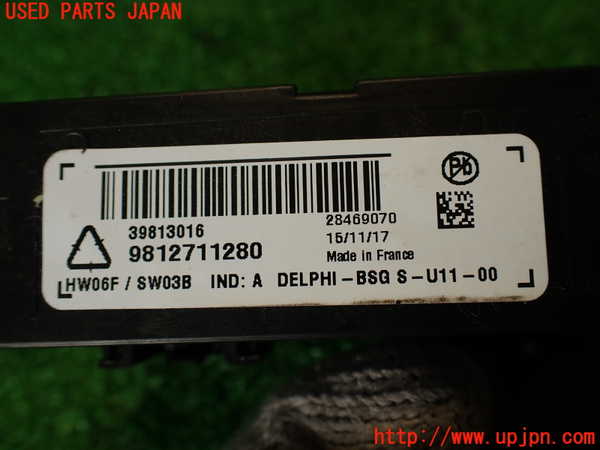 USED PARTS JAPAN
Pb
39813016
28469070
9812711280
15/11/17
Made in France
HW06F / SW03B IND: A DELPHI-BSG S-U11-00
http://www.upjpn.com/